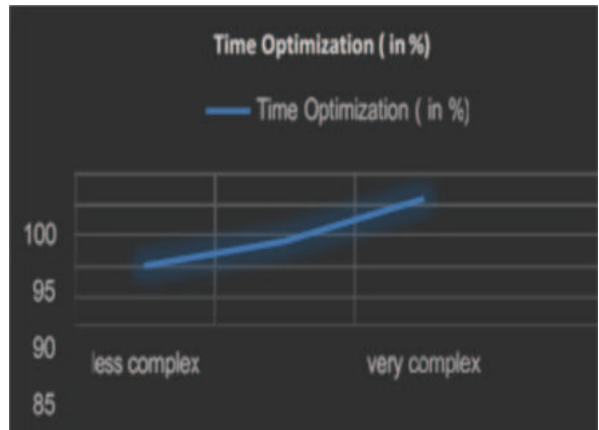 Time Optimization ( in %)
Time Optimization ( in %)
100
95
90
85
less complex
very complex